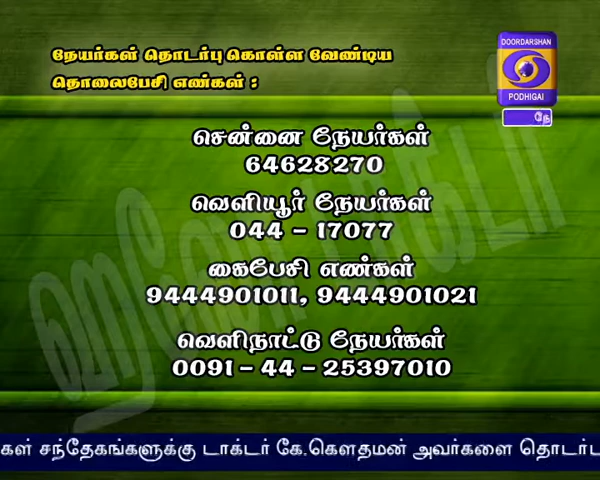 நேயர்கள் தொடர்பு கொள்ள வேண்டிய
தொலைபேசி எண்கள் :
DOORDARSHAN
PODHIGAI
நே
சென்னை நேயர்கள்
64628270
வெளியூர் நேயர்கள்
044 – 17077
கைபேசி எண்கள்
9444901011, 9444901021
வெளிநாட்டு நேயர்கள்
0091 – 44 – 25397010
கள் சந்தேகங்களுக்கு டாக்டர் கே.கௌதமன் அவர்களை தொடர்ப